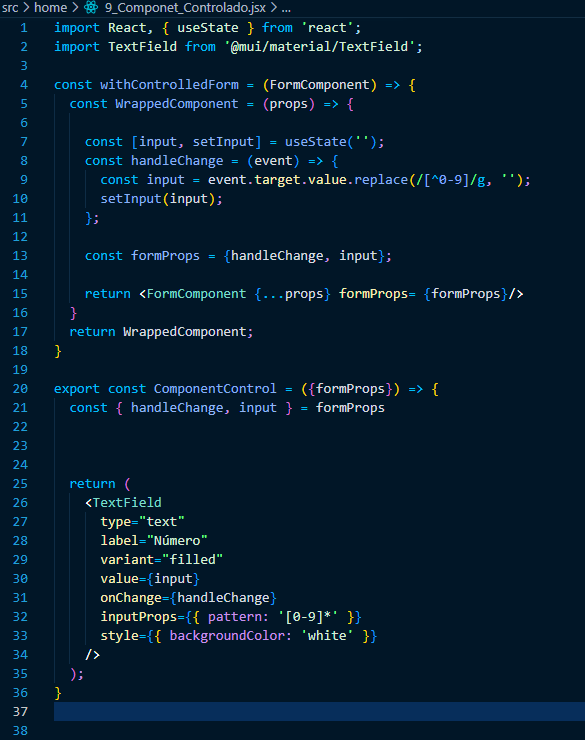 src > home > 9_Componet_Controlado.jsx > ...
1 import React, { useState } from 'react';
2 import TextField from '@mui/material/TextField';
3
4 const withControlledForm = (FormComponent) => {
5   const WrappedComponent = (props) => {
6
7     const [input, setInput] = useState('');
8     const handleChange = (event) => {
9       const input = event.target.value.replace(/[^0-9]/g, '');
10       setInput(input);
11     };
12
13     const formProps = {handleChange, input};
14
15     return <FormComponent {...props} formProps= {formProps}/>
16   }
17   return WrappedComponent;
18 }
19
20 export const ComponentControl = ({formProps}) => {
21   const { handleChange, input } = formProps
22
23
24
25   return (
26     <TextField
27       type="text"
28       label="Número"
29       variant="filled"
30       value={input}
31       onChange={handleChange}
32       inputProps={{ pattern: '[0-9]*' }}
33       style={{ backgroundColor: 'white' }}
34     />
35   );
36 }
37
38